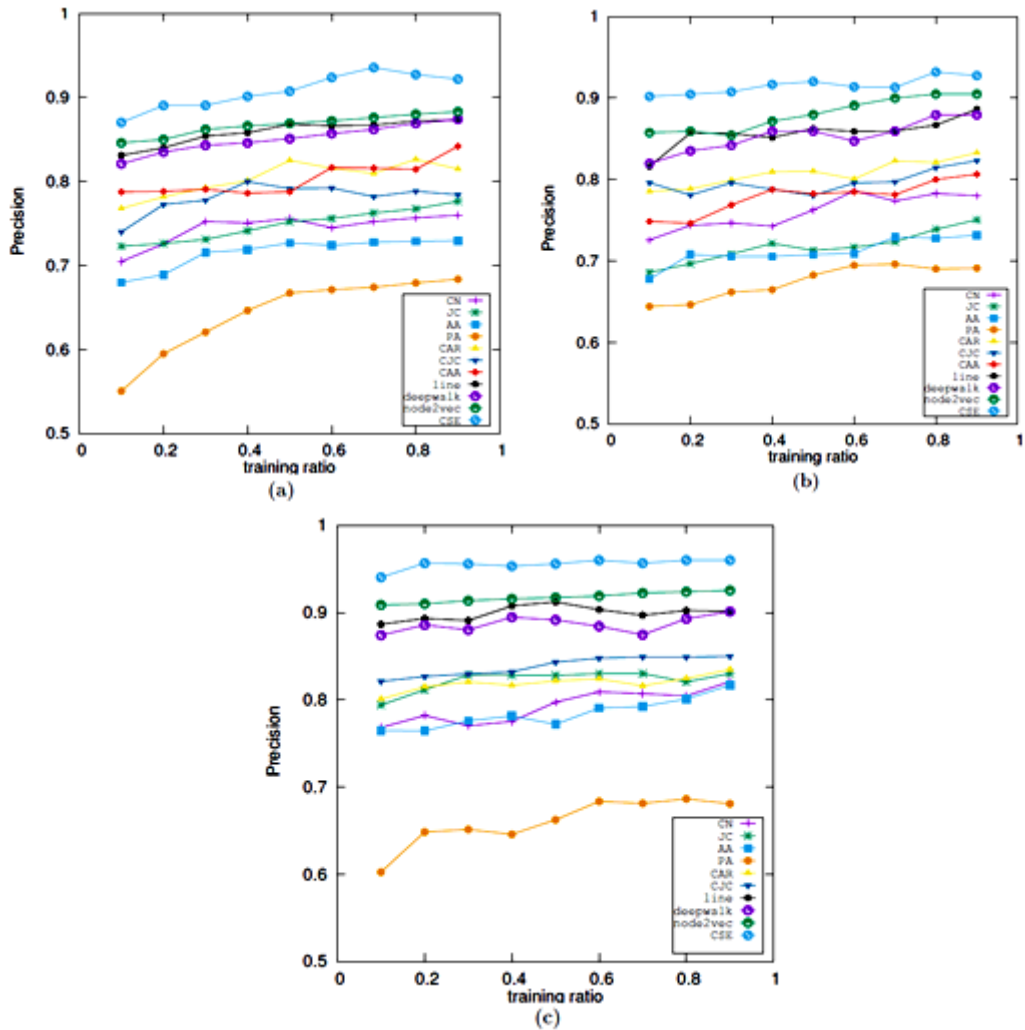 1
0.9
0.8
0.7
0.6
0.5
Precision
0
0.2
0.4
0.6
0.8
1
training ratio
CN
JC
AA
PA
CAR
CJC
CAA
line
deepwalk
node2vec
CSE
(a)
1
0.9
0.8
0.7
0.6
0.5
Precision
0
0.2
0.4
0.6
0.8
1
training ratio
CN
JC
AA
PA
CAR
CJC
CAA
line
deepwalk
node2vec
CSE
(b)
1
0.9
0.8
0.7
0.6
0.5
Precision
0
0.2
0.4
0.6
0.8
1
training ratio
CN
JC
AA
PA
CAR
CJC
line
deepwalk
node2vec
CSE
(c)